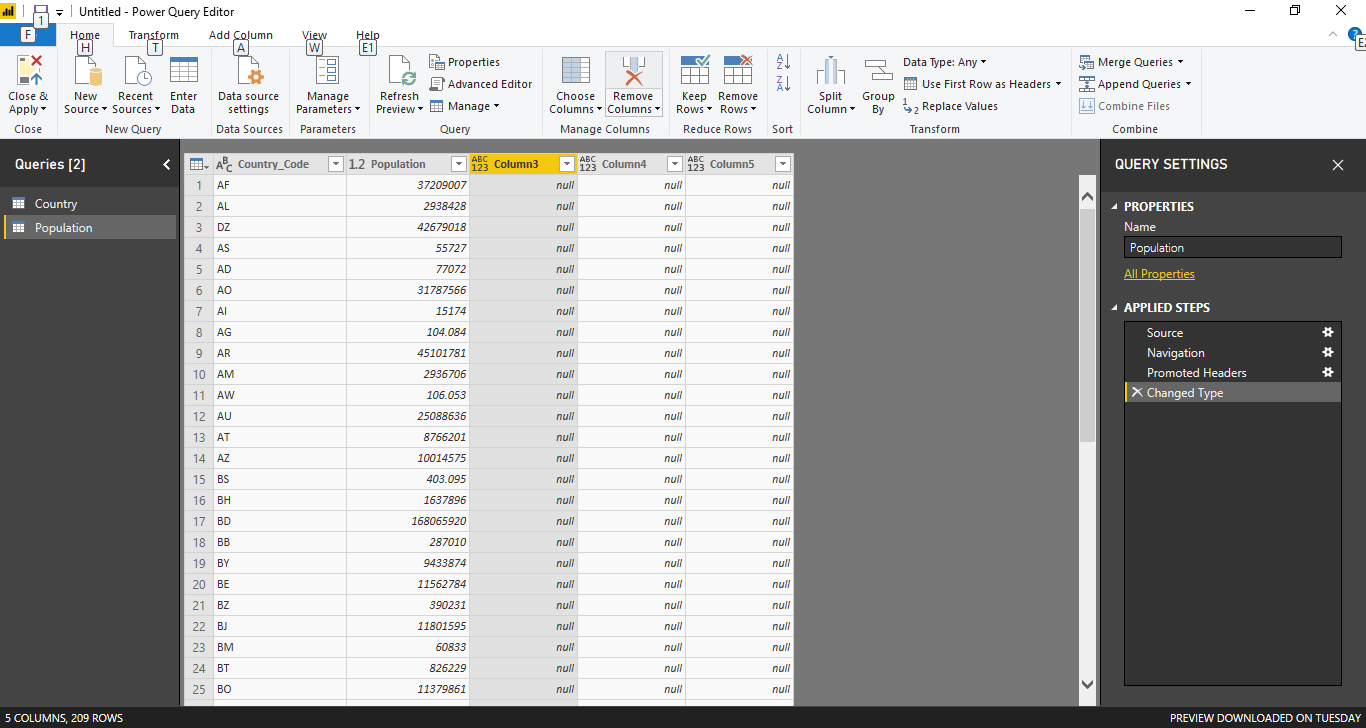 Untitled - Power Query Editor
1
F Home Transform Add Column View Help
H T A W E1
Close & Apply
New Source
Recent Sources
Enter Data
Data source settings
Manage Parameters
Refresh Preview
Properties
Advanced Editor
Manage
Choose Columns
Remove Columns
Keep Rows
Remove Rows
A Z
Z A
Split Column
Group By
Data Type: Any
Use First Row as Headers
1 2 Replace Values
Merge Queries
Append Queries
Combine Files
Close New Query Data Sources Parameters Query Manage Columns Reduce Rows Sort Transform Combine
Queries [2]
Country
Population
ABC Country_Code 1.2 Population ABC 123 Column3 ABC 123 Column4 ABC 123 Column5
1 AF 37209007 null null null
2 AL 2938428 null null null
3 DZ 42679018 null null null
4 AS 55727 null null null
5 AD 77072 null null null
6 AO 31787566 null null null
7 AI 15174 null null null
8 AG 104.084 null null null
9 AR 45101781 null null null
10 AM 2936706 null null null
11 AW 106.053 null null null
12 AU 25088636 null null null
13 AT 8766201 null null null
14 AZ 10014575 null null null
15 BS 403.095 null null null
16 BH 1637896 null null null
17 BD 168065920 null null null
18 BB 287010 null null null
19 BY 9433874 null null null
20 BE 11562784 null null null
21 BZ 390231 null null null
22 BJ 11801595 null null null
23 BM 60833 null null null
24 BT 826229 null null null
25 BO 11379861 null null null
QUERY SETTINGS
PROPERTIES
Name
Population
All Properties
APPLIED STEPS
Source
Navigation
Promoted Headers
Changed Type
5 COLUMNS, 209 ROWS
PREVIEW DOWNLOADED ON TUESDAY